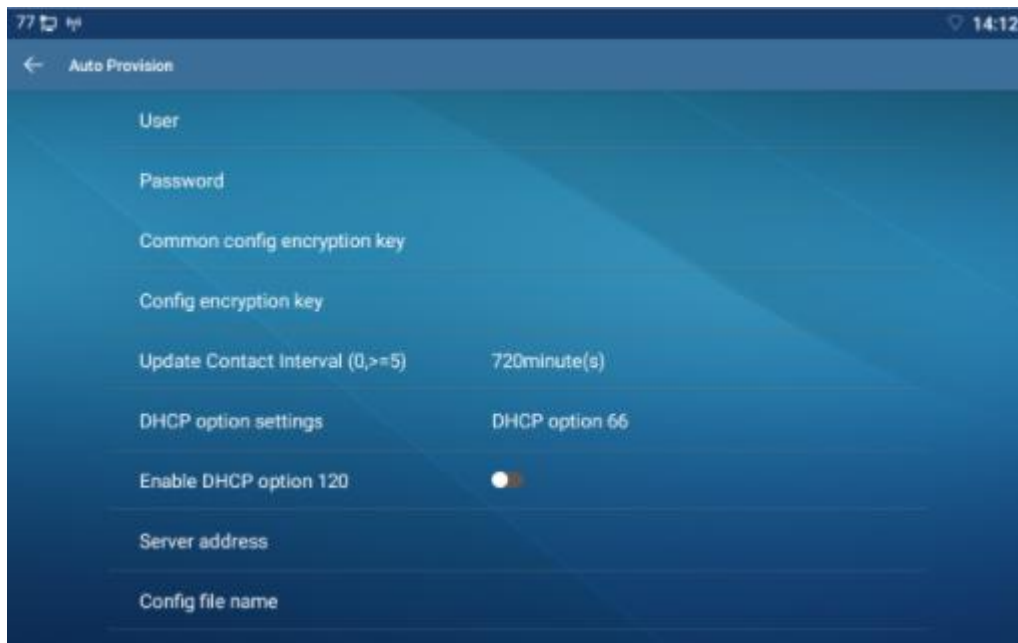 77 14:12
Auto Provision
User
Password
Common config encryption key
Config encryption key
Update Contact Interval (0,>=5) 720minute(s)
DHCP option settings DHCP option 66
Enable DHCP option 120
Server address
Config file name